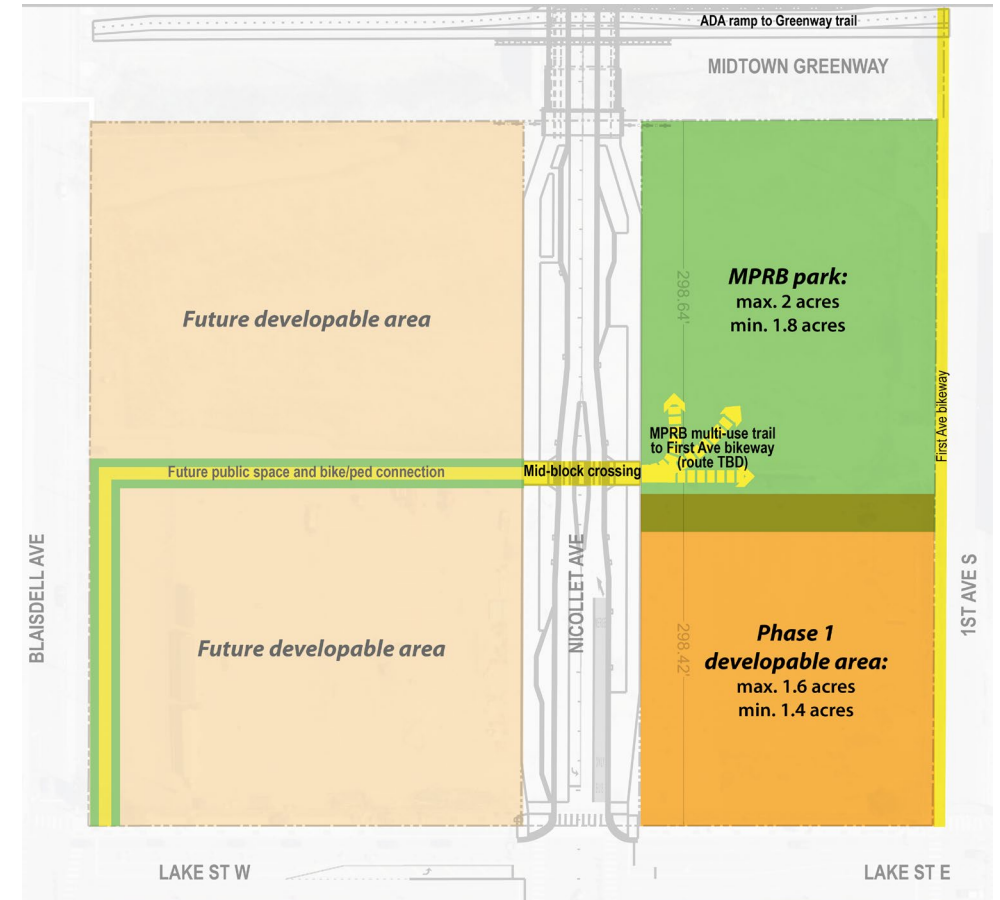 ADA ramp to Greenway trail
MIDTOWN GREENWAY
MPRB park:
max. 2 acres
min. 1.8 acres
298.64'
Future developable area
First Ave bikeway
MPRB multi-use trail
to First Ave bikeway
(route TBD)
Future public space and bike/ped connection
Mid-block crossing
BLAISDELL AVE
NICOLLET AVE
1ST AVE S
Future developable area
298.42'
Phase 1
developable area:
max. 1.6 acres
min. 1.4 acres
LAKE ST W
LAKE ST E